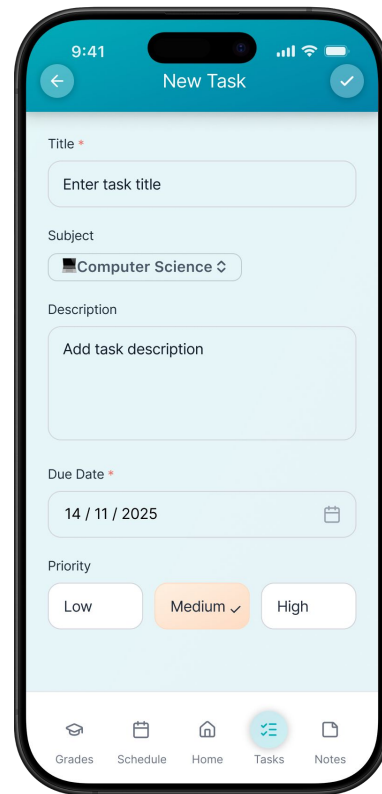 9:41
New Task
Title *
Enter task title
Subject
Computer Science
Description
Add task description
Due Date *
14 / 11 / 2025
Priority
Low Medium High
Grades Schedule Home Tasks Notes